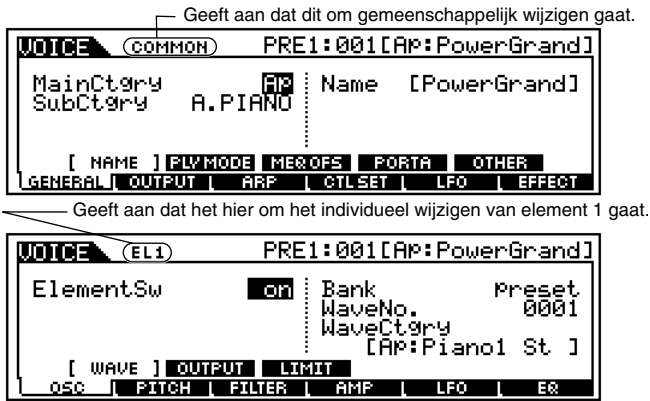 Geeft aan dat dit om gemeenschappelijk wijzigen gaat.
VOICE COMMON PRE1:001[AP:PowerGrand]
MainCtgry AP Name [PowerGrand]
SubCtgry A.PIANO
[ NAME ] PLYMODE MEQOFS PORTA OTHER
GENERAL OUTPUT ARP CTLSET LFO EFFECT
Geeft aan dat het hier om het individueel wijzigen van element 1 gaat.
VOICE EL1 PRE1:001[AP:PowerGrand]
ElementSw on Bank Preset
WaveNo. 0001
WaveCtgry
[AP:Piano1 St ]
[ WAVE ] OUTPUT LIMIT
OSC PITCH FILTER AMP LFO EQ